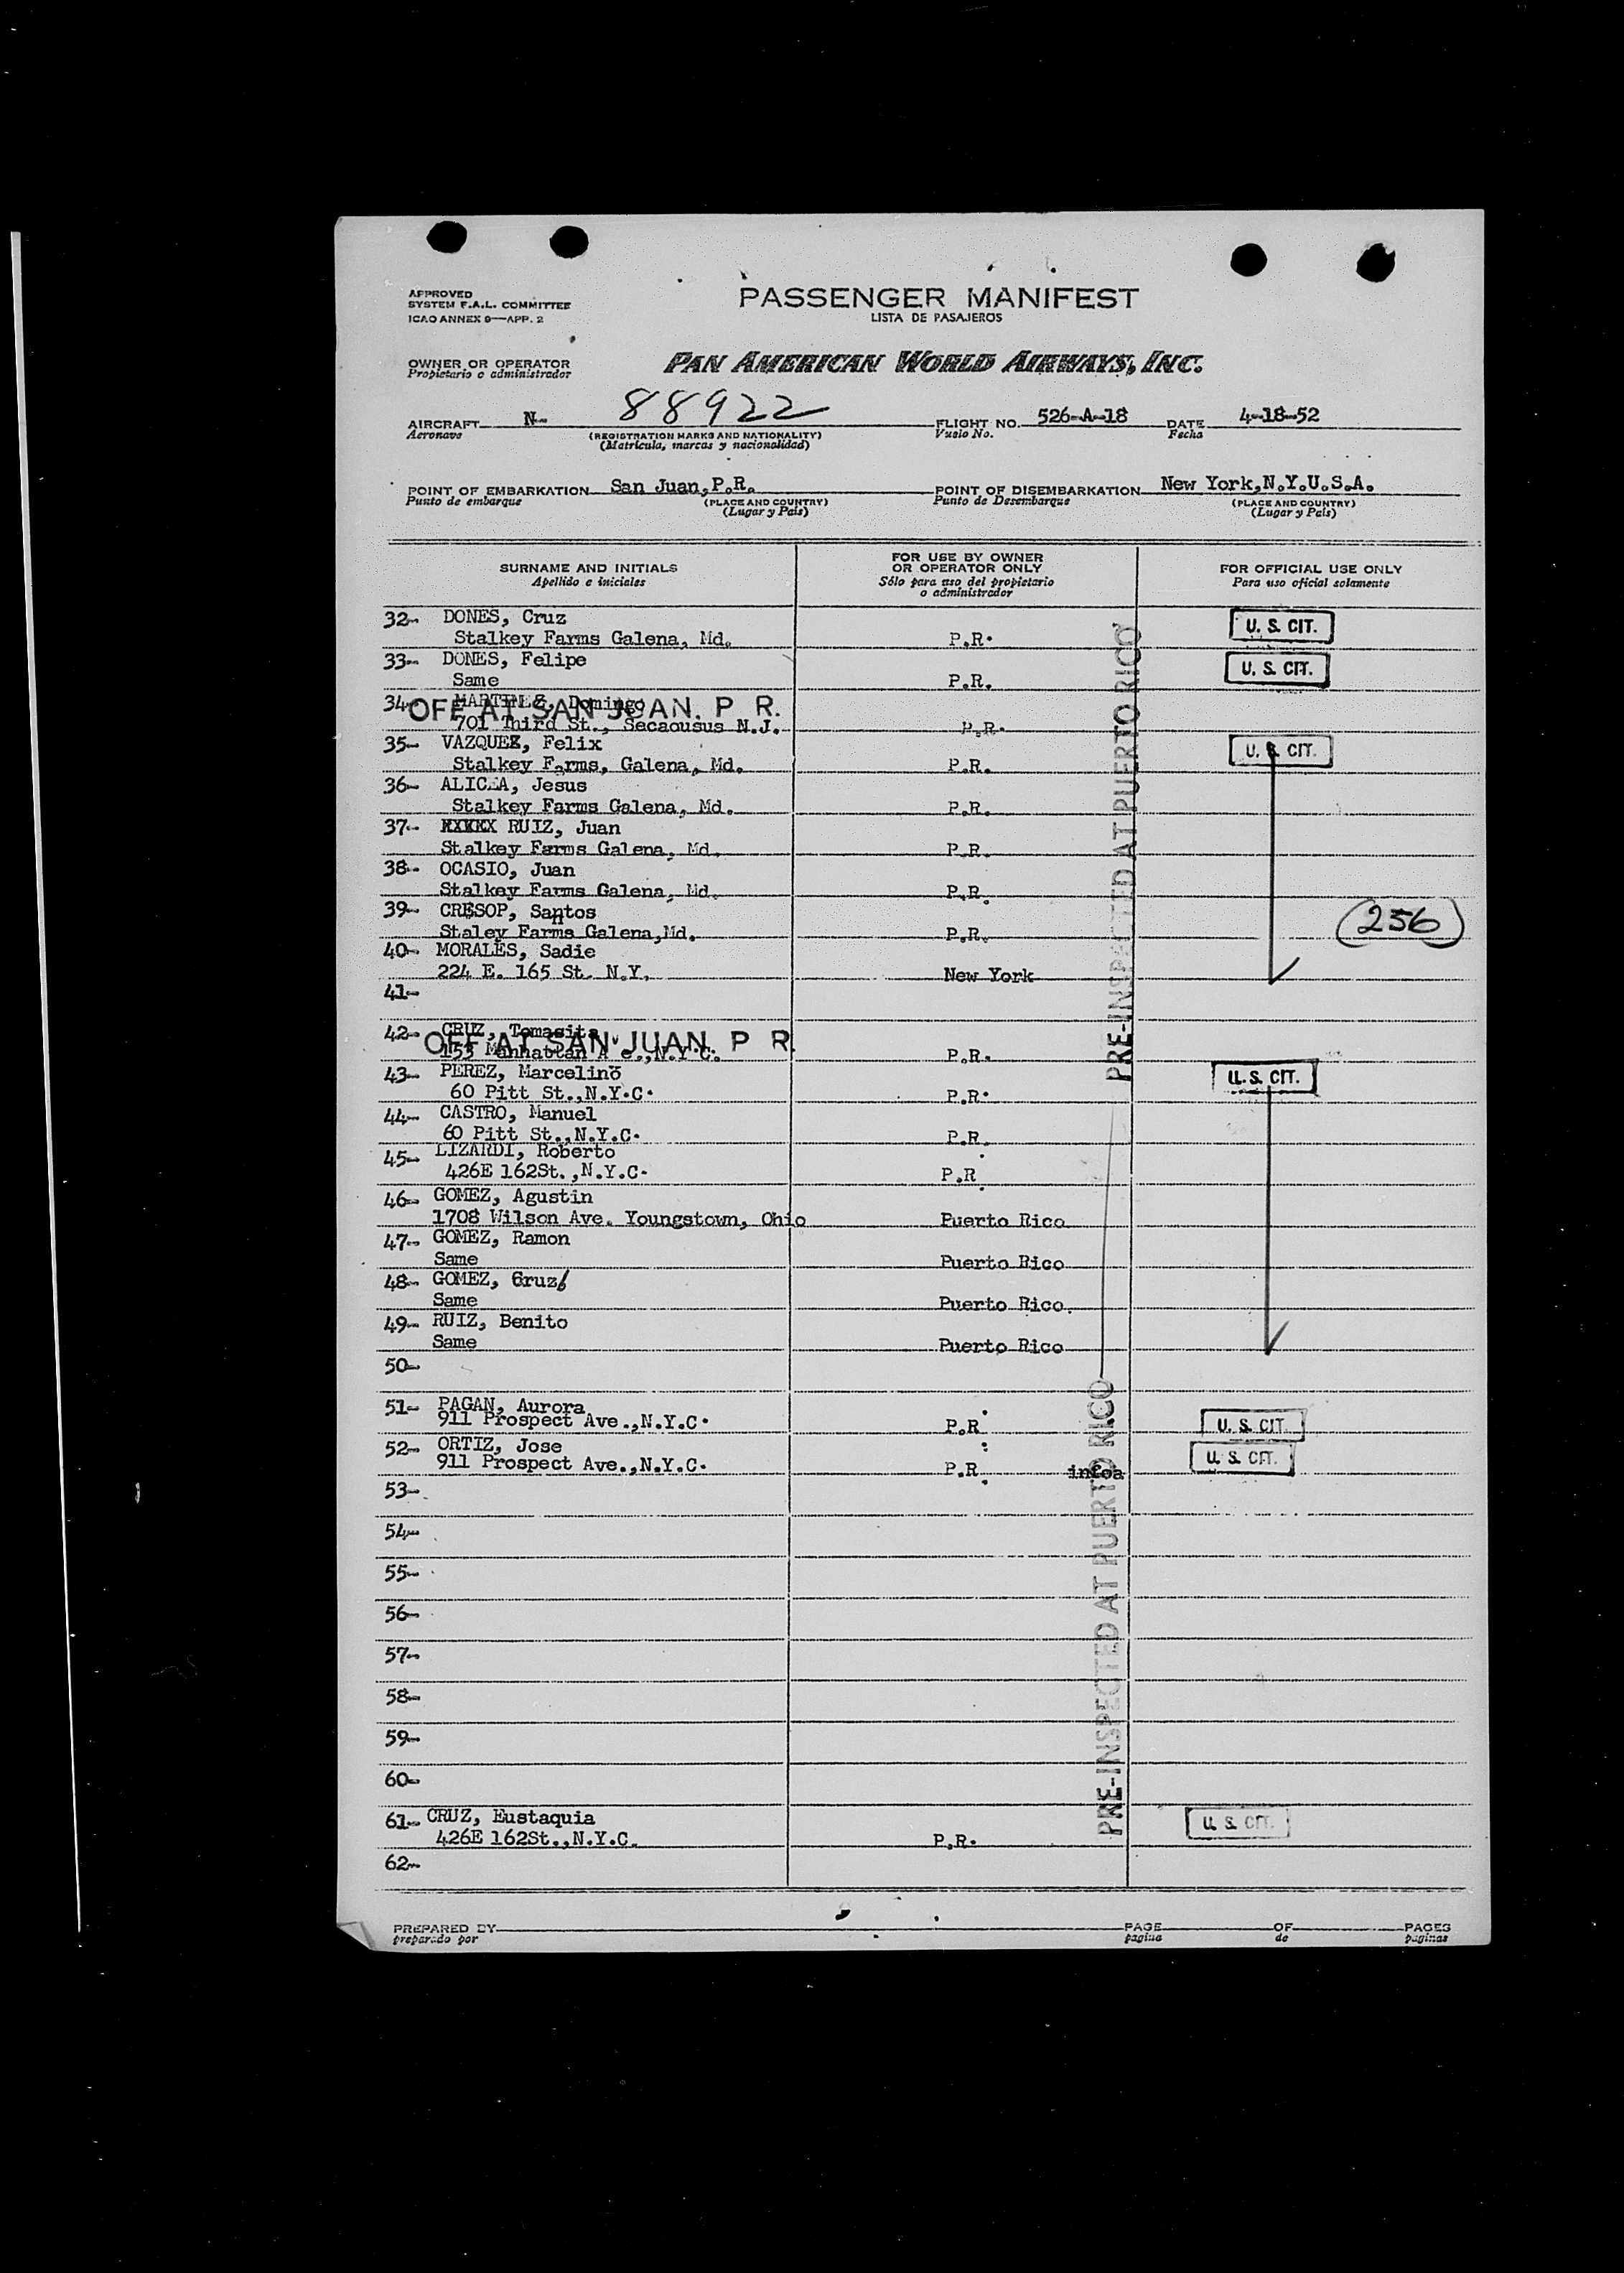 APPROVED
SYSTEM F.A.L. COMMITTEE
ICAO ANNEX 9—APP. 2
PASSENGER MANIFEST
LISTA DE PASAJEROS
OWNER OR OPERATOR
Propietario o administrador
PAN AMERICAN WORLD AIRWAYS, INC.
AIRCRAFT N- 88922 FLIGHT NO. 526-A-18 DATE 4-18-52
Aeronave (REGISTRATION MARKS AND NATIONALITY) Vuelo No. Fecha
(Matricula, marcas y nacionalidad)
POINT OF EMBARKATION San Juan,P.R. POINT OF DISEMBARKATION New York,N.Y.U.S.A.
Punto de embarque (PLACE AND COUNTRY) Punto de Desembarque (PLACE AND COUNTRY)
(Lugar y País) (Lugar y País)
SURNAME AND INITIALS
Apellido e iniciales
FOR USE BY OWNER
OR OPERATOR ONLY
Sólo para uso del propietario
o administrador
FOR OFFICIAL USE ONLY
Para uso oficial solamente
32- DONES, Cruz U. S. CIT.
Stalkey Farms Galena, Md. P.R.
33- DONES, Felipe U. S. CIT.
Same P.R.
34- MARTINEZ, Domingo
OFF AT SAN JUAN, P R.
701 Third St., Secaousus N.J. P.R.
35- VAZQUEZ, Felix U. S. CIT.
Stalkey Farms, Galena, Md. P.R.
36- ALICEA, Jesus
Stalkey Farms Galena, Md. P.R.
37- RUIZ, Juan
Stalkey Farms Galena, Md. P.R.
38- OCASIO, Juan
Stalkey Farms Galena, Md. P.R.
39- CRESOP, Santos (256)
Staley Farms Galena,Md. P.R.
40- MORALES, Sadie
224 E. 165 St. N.Y. New York
41-
42- CRUZ, Tomasita
OFF AT SAN JUAN, P R.
153 Manhattan A e.,N.Y.C. P.R.
43- PEREZ, Marcelino U. S. CIT.
60 Pitt St.,N.Y.C. P.R.
44- CASTRO, Manuel
60 Pitt St.,N.Y.C. P.R.
45- LIZARDI, Roberto
426E 162St.,N.Y.C. P.R.
46- GOMEZ, Agustin
1708 Wilson Ave. Youngstown, Ohio Puerto Rico
47- GOMEZ, Ramon
Same Puerto Rico
48- GOMEZ, Cruz
Same Puerto Rico.
49- RUIZ, Benito
Same Puerto Rico
50-
51- PAGAN, Aurora
911 Prospect Ave.,N.Y.C. P.R. U. S. CIT.
52- ORTIZ, Jose
911 Prospect Ave.,N.Y.C. P.R. U. S. CIT.
53-
54-
55-
56-
57-
58-
59-
60-
61- CRUZ, Eustaquia U. S. CIT.
426E 162St.,N.Y.C. P.R.
62-
PRE-INSPECTED AT PUERTO RICO
PRE-INSPECTED AT PUERTO RICO
PREPARED BY PAGE OF PAGES
preparado por pagina de paginas